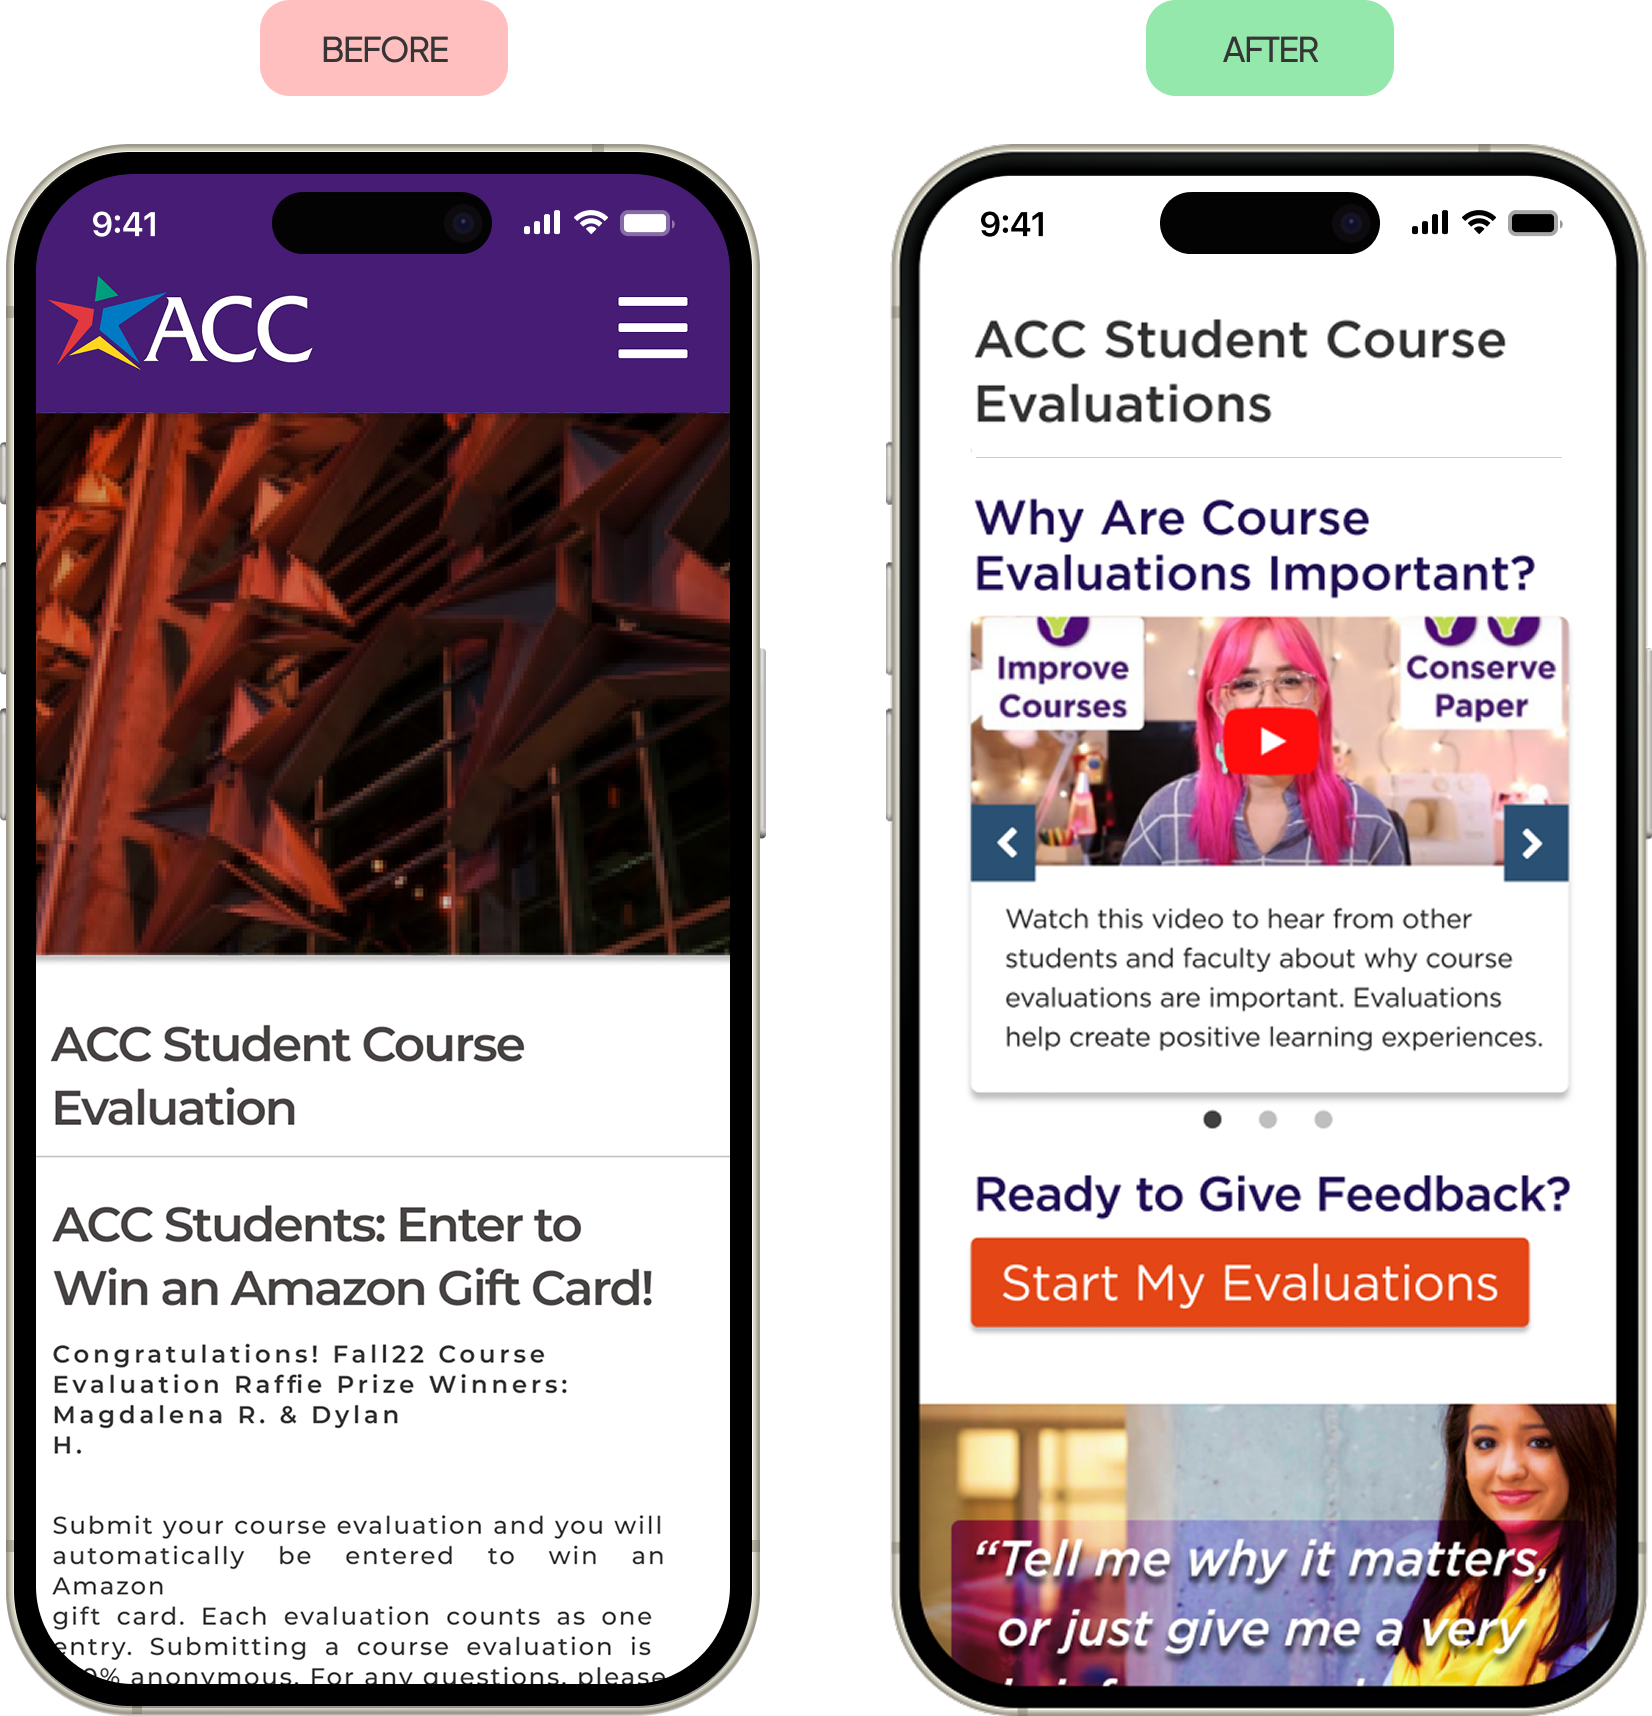 BEFORE
9:41
ACC
ACC Student Course
Evaluation
ACC Students: Enter to
Win an Amazon Gift Card!
Congratulations! Fall22 Course
Evaluation Raffie Prize Winners:
Magdalena R. & Dylan
H.
Submit your course evaluation and you will
automatically be entered to win an
Amazon
gift card. Each evaluation counts as one
entry. Submitting a course evaluation is
% anonymous. For any questions, please
AFTER
9:41
ACC Student Course
Evaluations
Why Are Course
Evaluations Important?
Improve
Courses
Conserve
Paper
Watch this video to hear from other
students and faculty about why course
evaluations are important. Evaluations
help create positive learning experiences.
Ready to Give Feedback?
Start My Evaluations
“Tell me why it matters,
or just give me a very